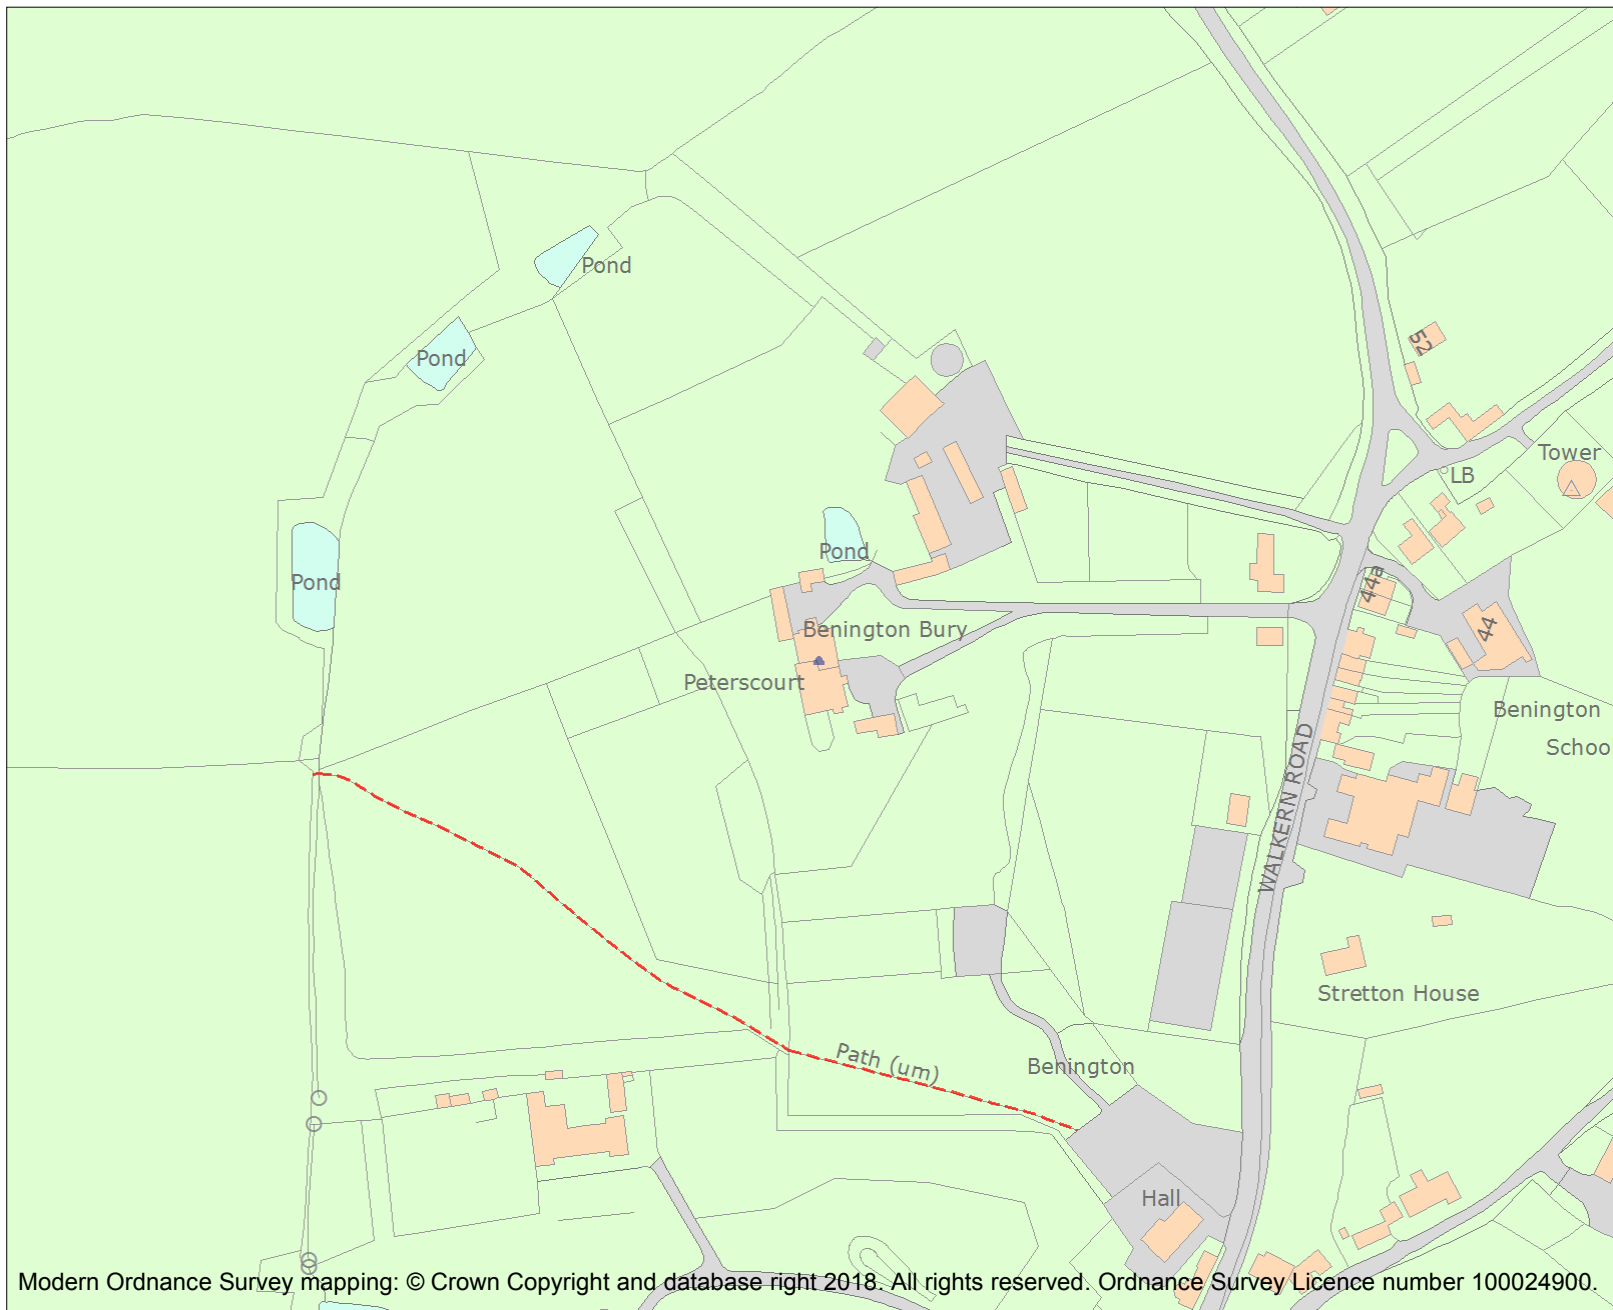 Pond
52
Pond
Tower
LB
Pond
44a
Pond
Benington Bury
44
Peterscourt
Benington
School
WALKERN ROAD
Stretton House
Path (um)
Benington
Hall
Modern Ordnance Survey mapping: © Crown Copyright and database right 2018. All rights reserved. Ordnance Survey Licence number 100024900.